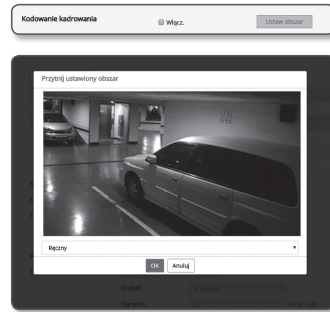 Kodowanie kadrowania
Włącz.
Ustaw obszar
Przytnij ustawiony obszar
Ręczny
OK Anuluj